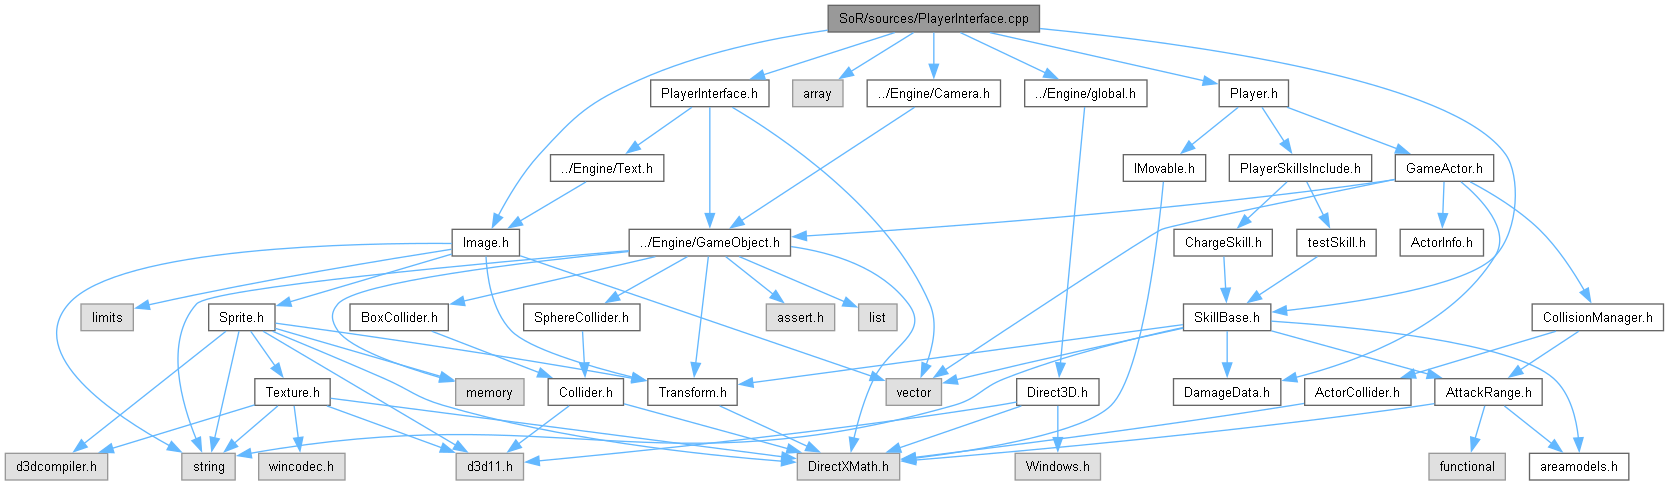 SoR/sources/PlayerInterface.cpp
PlayerInterface.h
array
../Engine/Camera.h
../Engine/global.h
Player.h
../Engine/Text.h
IMovable.h
PlayerSkillsInclude.h
GameActor.h
Image.h
../Engine/GameObject.h
ChargeSkill.h
testSkill.h
ActorInfo.h
limits
Sprite.h
BoxCollider.h
SphereCollider.h
assert.h
list
SkillBase.h
CollisionManager.h
Texture.h
memory
Collider.h
Transform.h
vector
Direct3D.h
DamageData.h
ActorCollider.h
AttackRange.h
d3dcompiler.h
string
wincodec.h
d3d11.h
DirectXMath.h
Windows.h
functional
areamodels.h